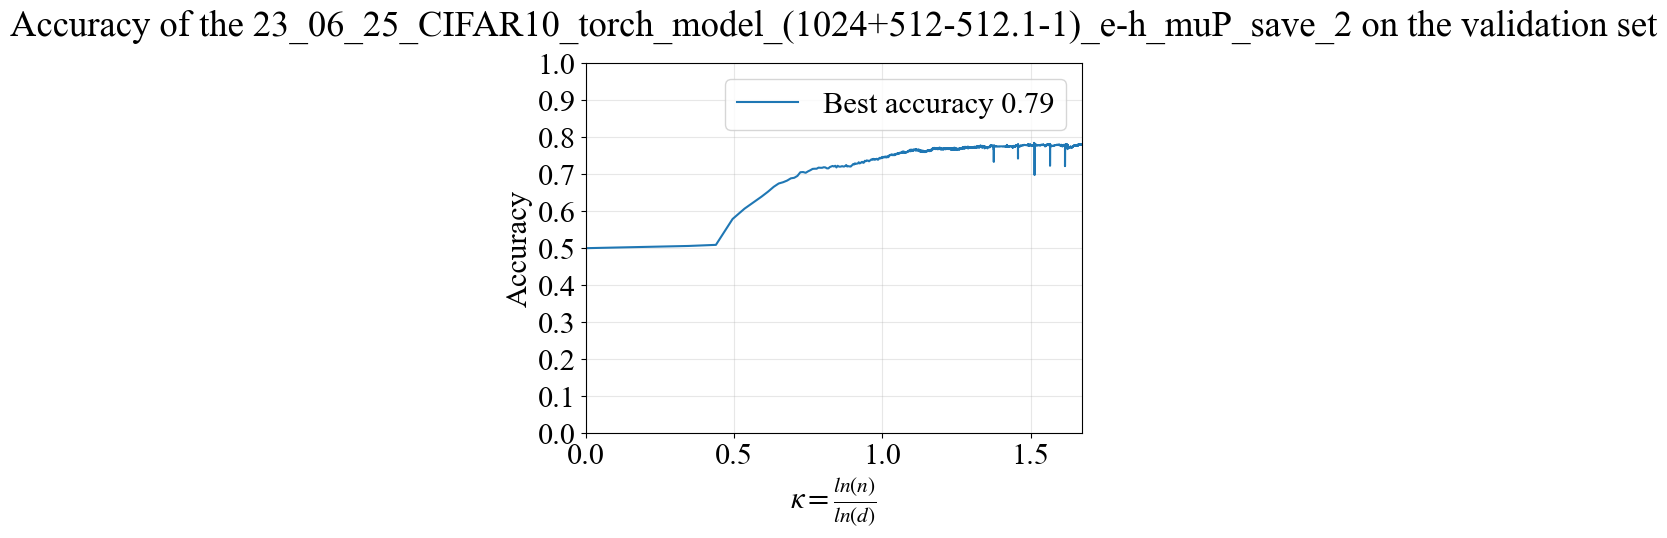 Accuracy of the 23_06_25_CIFAR10_torch_model_(1024+512-512.1-1)_e-h_muP_save_2 on the validation set
1.0
0.9
0.8
0.7
0.6
0.5
0.4
0.3
0.2
0.1
0.0
Accuracy
Best accuracy 0.79
0.0 0.5 1.0 1.5
κ = ln(n) / ln(d)